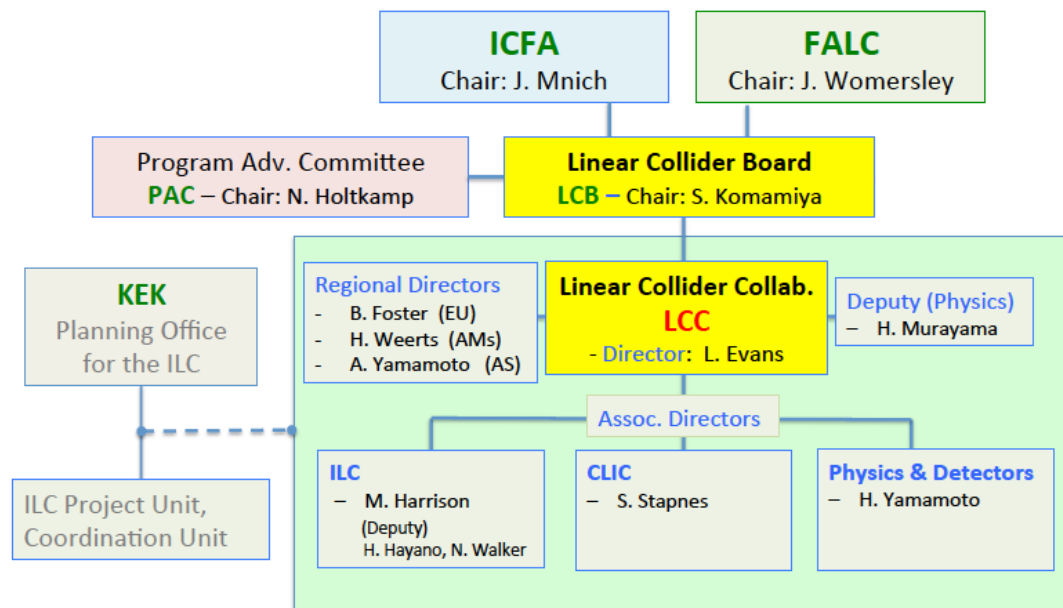 ICFA
Chair: J. Mnich
FALC
Chair: J. Womersley
Program Adv. Committee
PAC – Chair: N. Holtkamp
Linear Collider Board
LCB – Chair: S. Komamiya
KEK
Planning Office
for the ILC
Regional Directors
- B. Foster (EU)
- H. Weerts (AMs)
- A. Yamamoto (AS)
Linear Collider Collab.
LCC
- Director: L. Evans
Deputy (Physics)
– H. Murayama
Assoc. Directors
ILC Project Unit,
Coordination Unit
ILC
– M. Harrison
(Deputy)
H. Hayano, N. Walker
CLIC
– S. Stapnes
Physics & Detectors
– H. Yamamoto